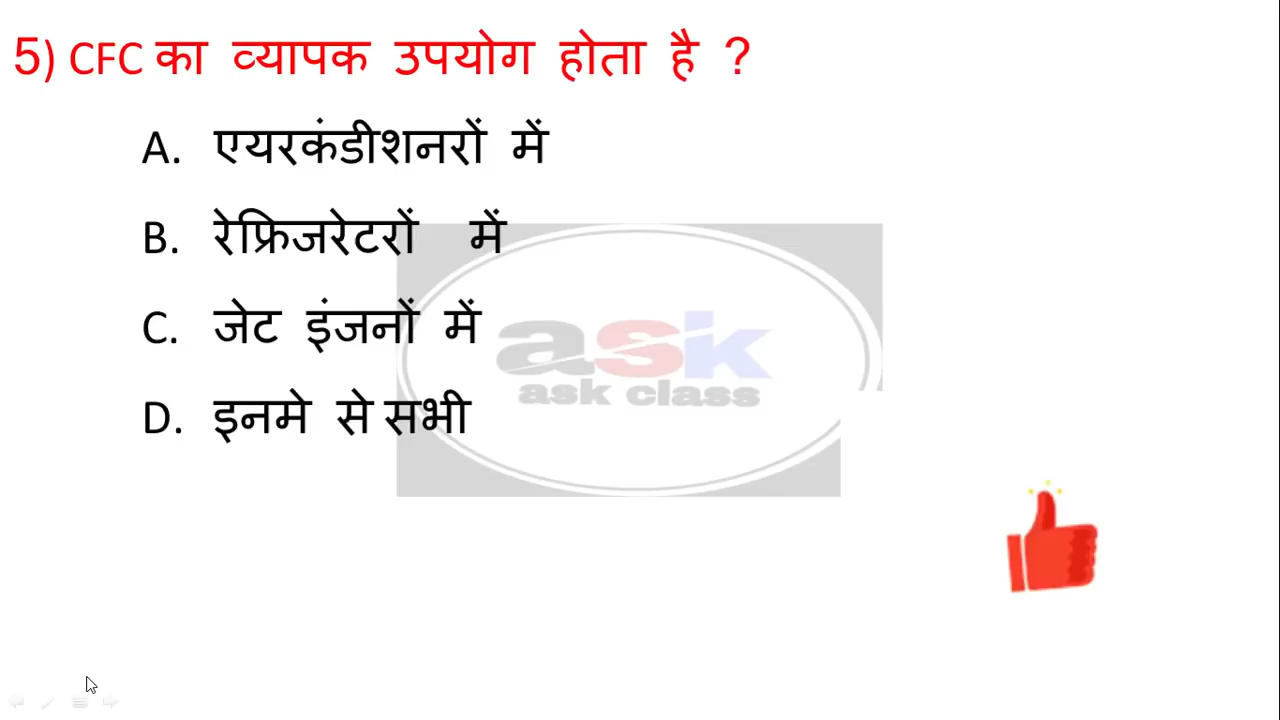 5) CFC का व्यापक उपयोग होता है ?
A. एयरकंडीशनरों में
B. रेफ्रिजरेटरों में
C. जेट इंजनों में
D. इनमे से सभी
ask
ask class